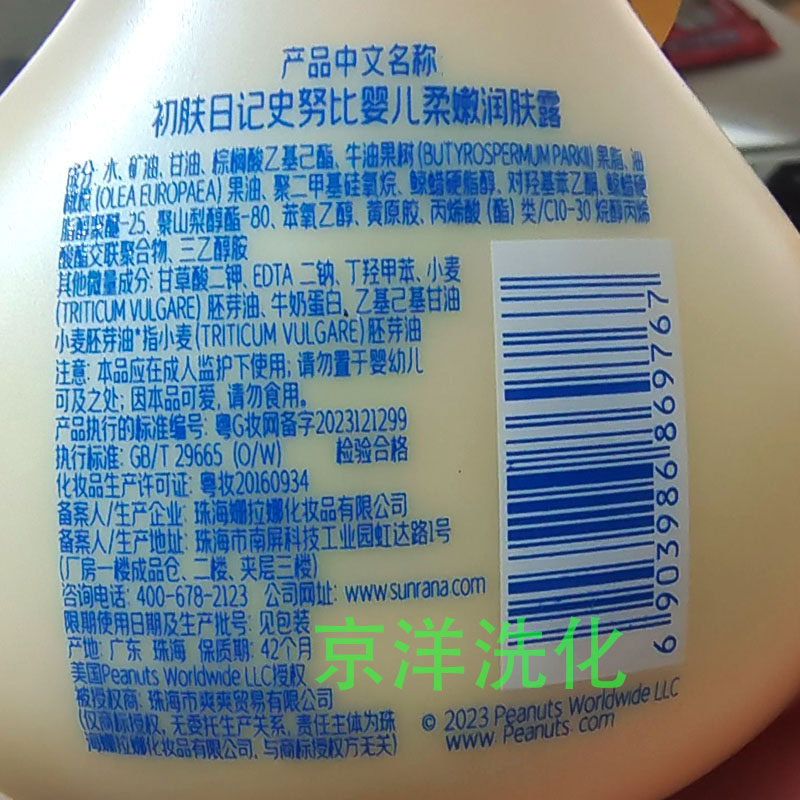 产品中文名称
初肤日记史努比婴儿柔嫩润肤露
成分: 水、矿油、甘油、棕榈酸乙基己酯、牛油果树(BUTYROSPERMUM PARKII)果脂、油
橄榄(OLEA EUROPAEA)果油、聚二甲基硅氧烷、鲸蜡硬脂醇、对羟基苯乙酮、鲸蜡硬
脂醇聚醚-25、聚山梨醇酯-80、苯氧乙醇、黄原胶、丙烯酸(酯)类/C10-30 烷醇丙烯
酸酯交联聚合物、三乙醇胺
其他微量成分: 甘草酸二钾、EDTA 二钠、丁羟甲苯、小麦
(TRITICUM VULGARE) 胚芽油、牛奶蛋白、乙基己基甘油
小麦胚芽油*指小麦(TRITICUM VULGARE)胚芽油
注意: 本品应在成人监护下使用; 请勿置于婴幼儿
可及之处; 因本品可爱, 请勿食用。
产品执行的标准编号: 粤G妆网备字2023121299
执行标准: GB/T 29665 (O/W) 检验合格
化妆品生产许可证: 粤妆20160934
备案人/生产企业: 珠海姗拉娜化妆品有限公司
备案人/生产地址: 珠海市南屏科技工业园虹达路1号
(厂房一楼成品仓、二楼、夹层三楼)
咨询电话: 400-678-2123 公司网址: www.sunrana.com
限期使用日期及生产批号: 见包装
产地: 广东 珠海 保质期: 42个月
美国Peanuts Worldwide LLC授权
被授权商: 珠海市爽爽贸易有限公司
(仅商标授权, 无委托生产关系, 责任主体为珠
海姗拉娜化妆品有限公司, 与商标授权方无关)
© 2023 Peanuts Worldwide LLC
www. Peanuts. com
6903986869767
京洋洗化